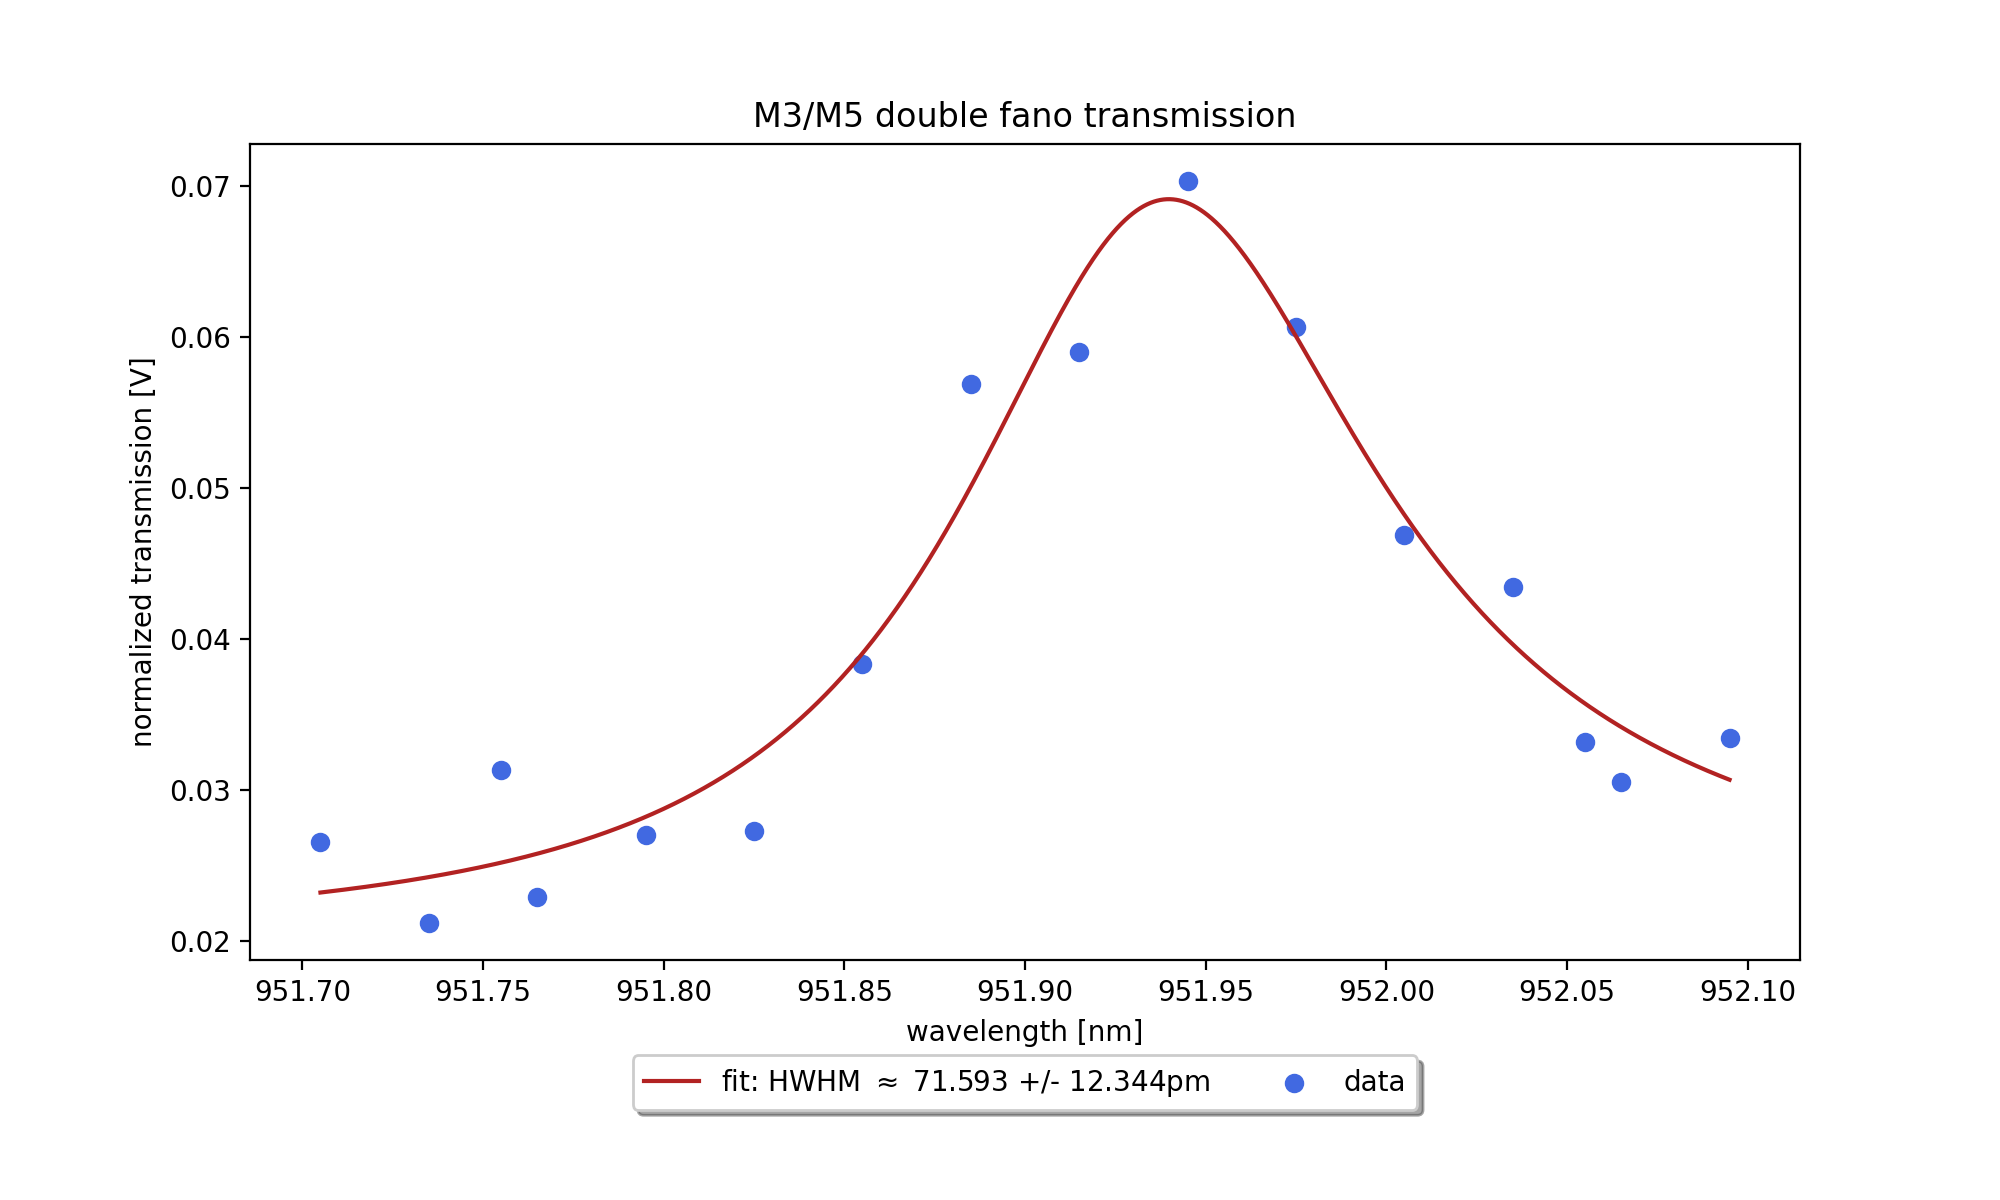 M3/M5 double fano transmission
normalized transmission [V]
0.07
0.06
0.05
0.04
0.03
0.02
951.70 951.75 951.80 951.85 951.90 951.95 952.00 952.05 952.10
wavelength [nm]
fit: HWHM ≈ 71.593 +/- 12.344pm data